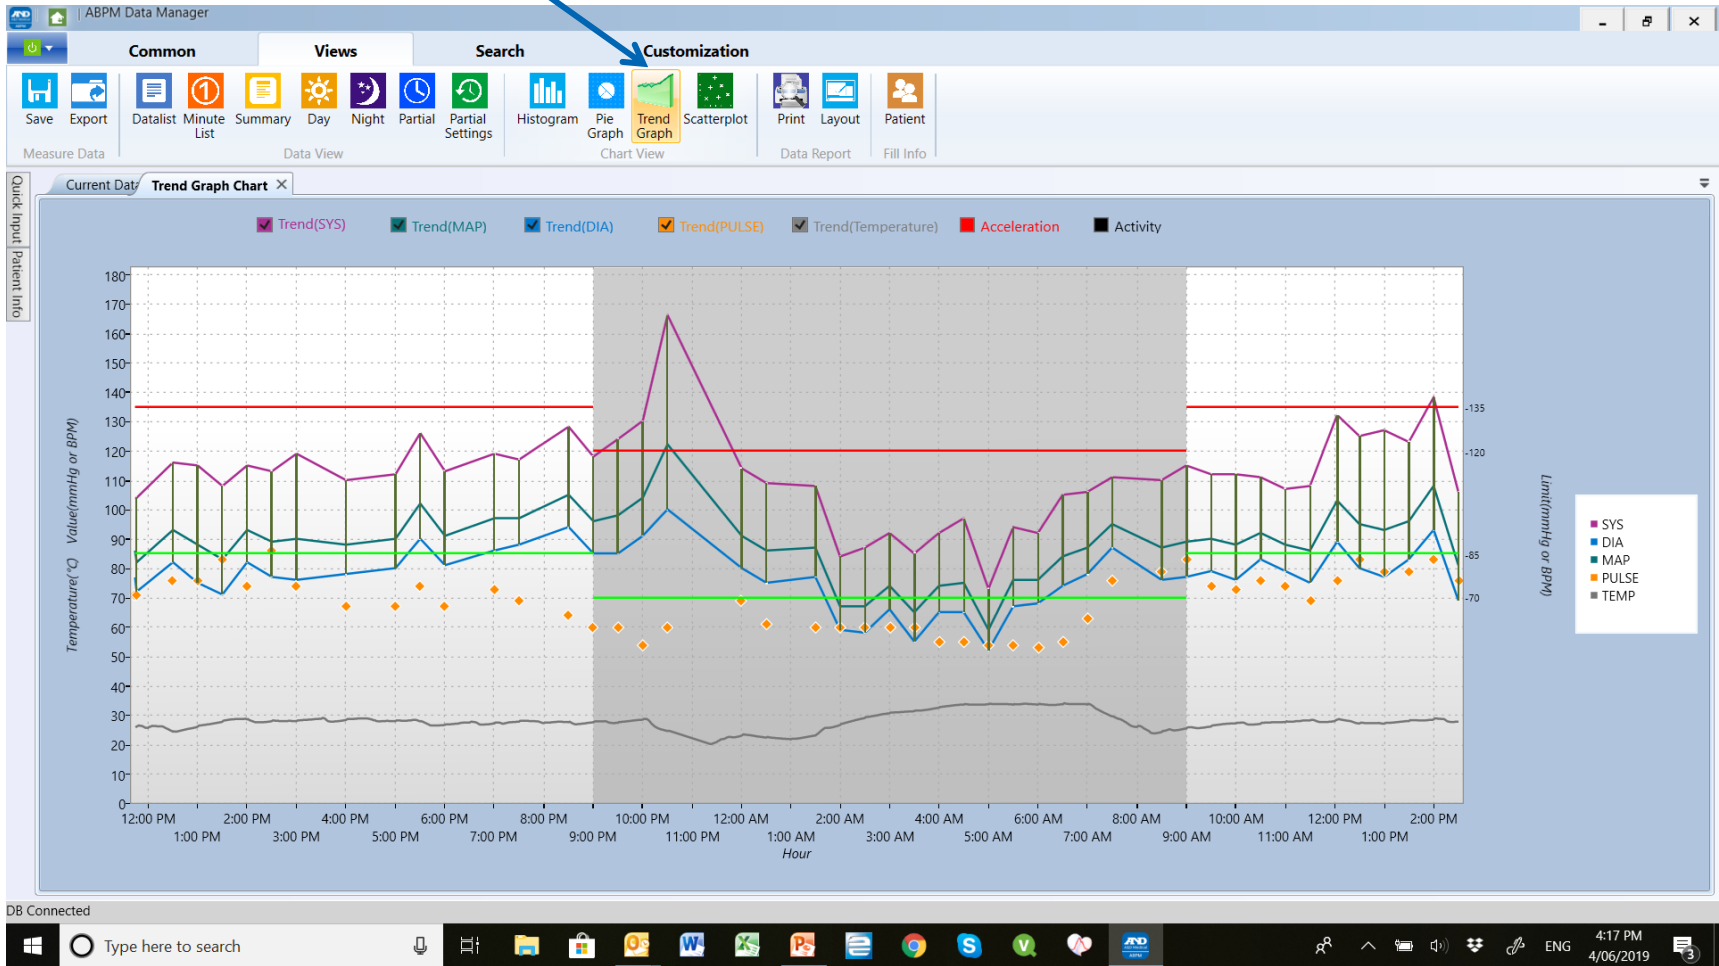 ABPM Data Manager
Common Views Search Customization
Save Export Datalist Minute List Summary Day Night Partial Partial Settings Histogram Pie Graph Trend Graph Scatterplot Print Layout Patient
Measure Data Data View Chart View Data Report Fill Info
Quick Input
Patient Info
Current Data Trend Graph Chart
Trend(SYS) Trend(MAP) Trend(DIA) Trend(PULSE) Trend(Temperature) Acceleration Activity
180
170
160
150
140
130
120
110
100
90
80
70
60
50
40
30
20
10
0
Temperature(°C) Value(mmHg or BPM)
-135
-120
-85
-70
Limit(mmHg or BPM)
SYS
DIA
MAP
PULSE
TEMP
12:00 PM 2:00 PM 4:00 PM 6:00 PM 8:00 PM 10:00 PM 12:00 AM 2:00 AM 4:00 AM 6:00 AM 8:00 AM 10:00 AM 12:00 PM 2:00 PM
1:00 PM 3:00 PM 5:00 PM 7:00 PM 9:00 PM 11:00 PM 1:00 AM 3:00 AM 5:00 AM 7:00 AM 9:00 AM 11:00 AM 1:00 PM
Hour
DB Connected
Type here to search
ENG
4:17 PM
4/06/2019
3